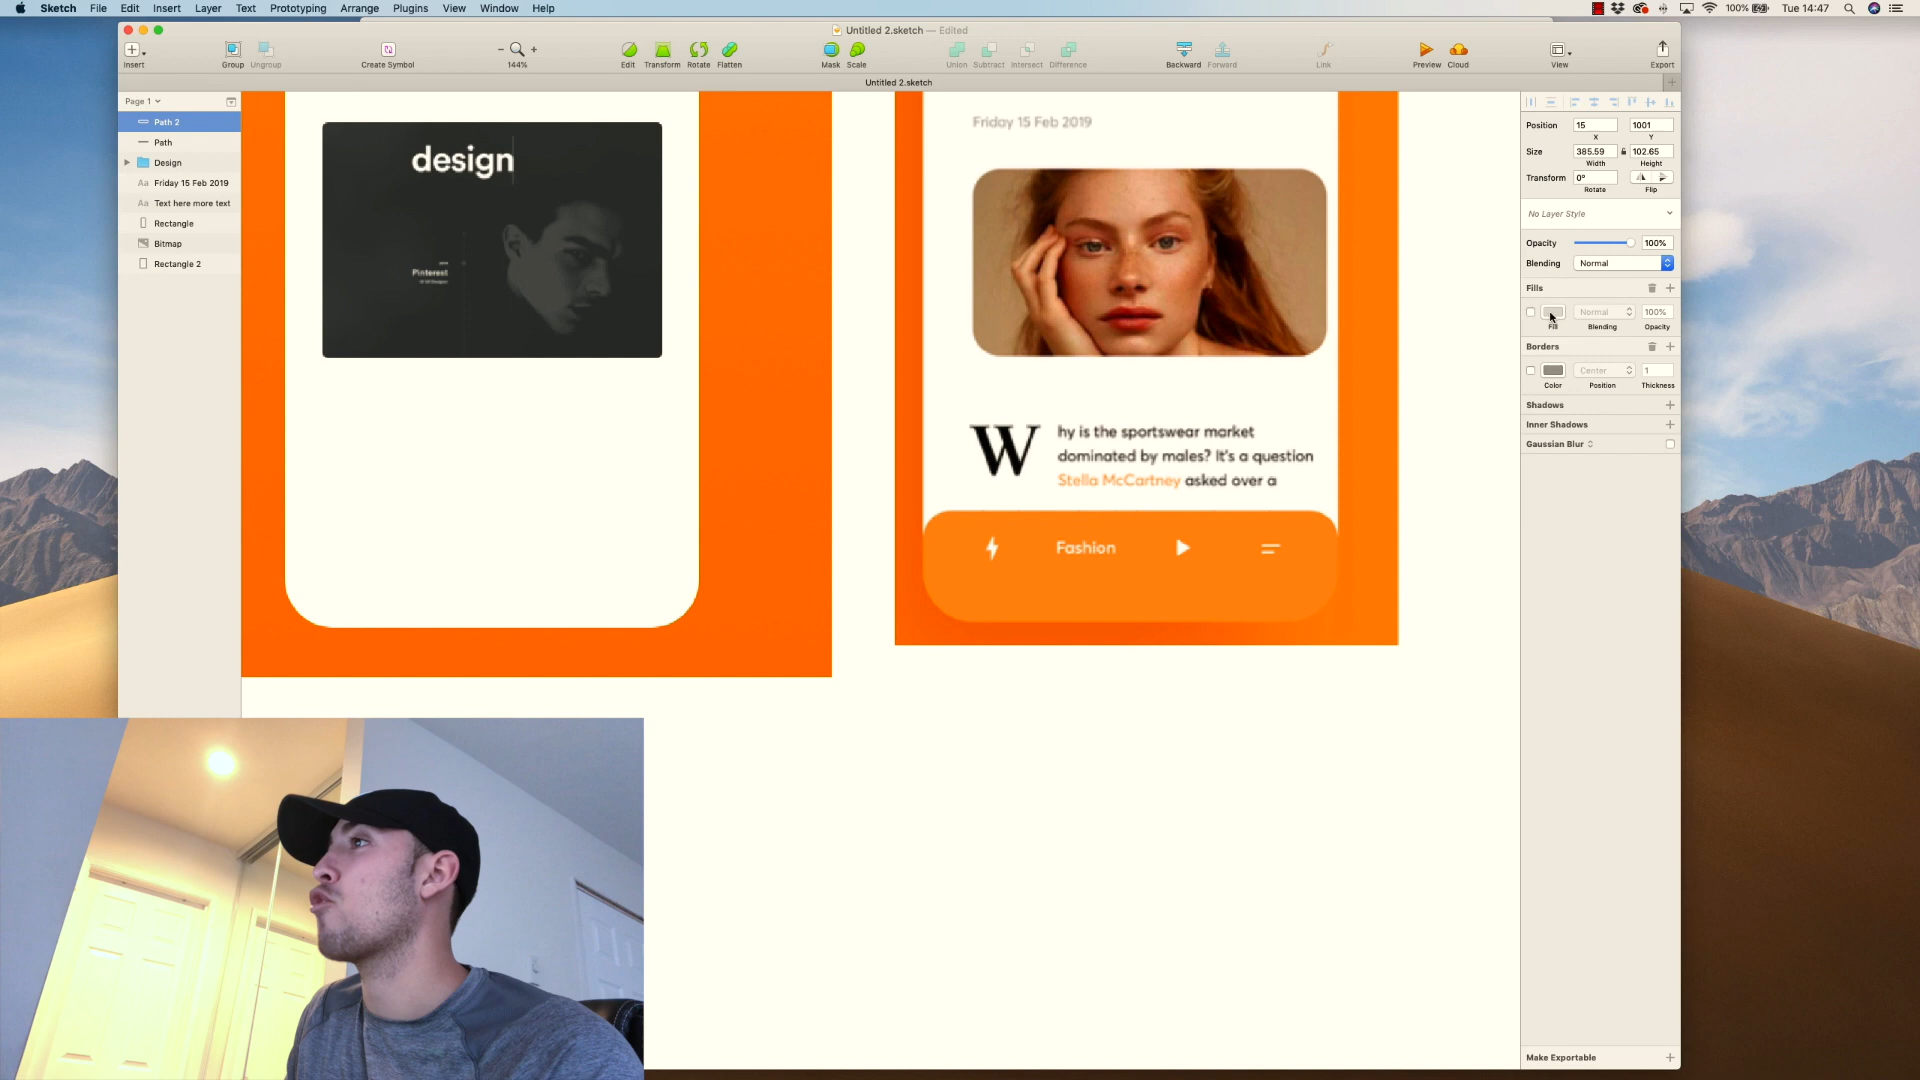 Sketch File Edit Insert Layer Text Prototyping Arrange Plugins View Window Help
100% Tue 14:47
Untitled 2.sketch — Edited
Insert Group Ungroup Create Symbol 144% Edit Transform Rotate Flatten Mask Scale Union Subtract Intersect Difference Backward Forward Link Preview Cloud View Export
Untitled 2.sketch
Page 1
Path 2
Path
Design
Aa Friday 15 Feb 2019
Aa Text here more text
Rectangle
Bitmap
Rectangle 2
design
Pinterest
Friday 15 Feb 2019
Why is the sportswear market
dominated by males? It's a question
Stella McCartney asked over a
Fashion
Position 15 1001
X Y
Size 385.59 102.65
Width Height
Transform 0°
Rotate Flip
No Layer Style
Opacity 100%
Blending Normal
Fills
Normal 100%
Fill Blending Opacity
Borders
Center 1
Color Position Thickness
Shadows
Inner Shadows
Gaussian Blur
Make Exportable